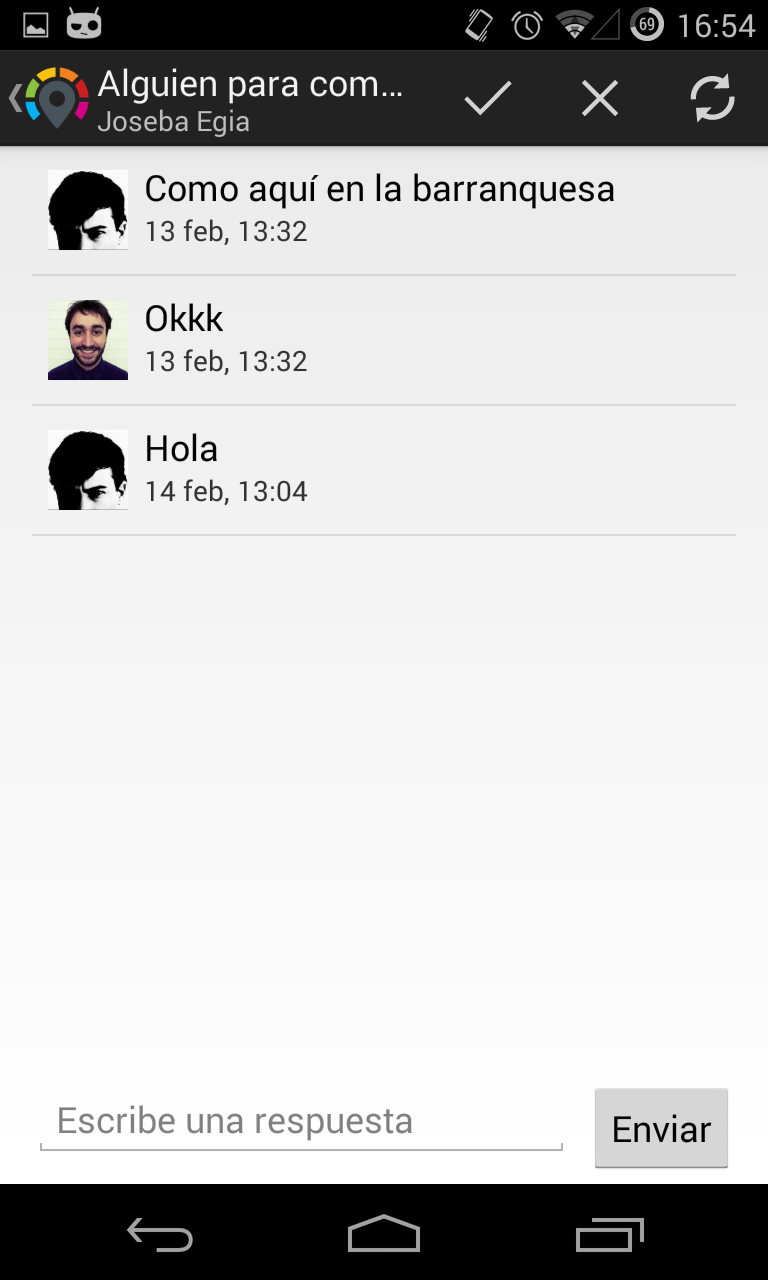 69 16:54
Alguien para com...
Joseba Egia
Como aquí en la barranquesa
13 feb, 13:32
Okkk
13 feb, 13:32
Hola
14 feb, 13:04
Escribe una respuesta
Enviar